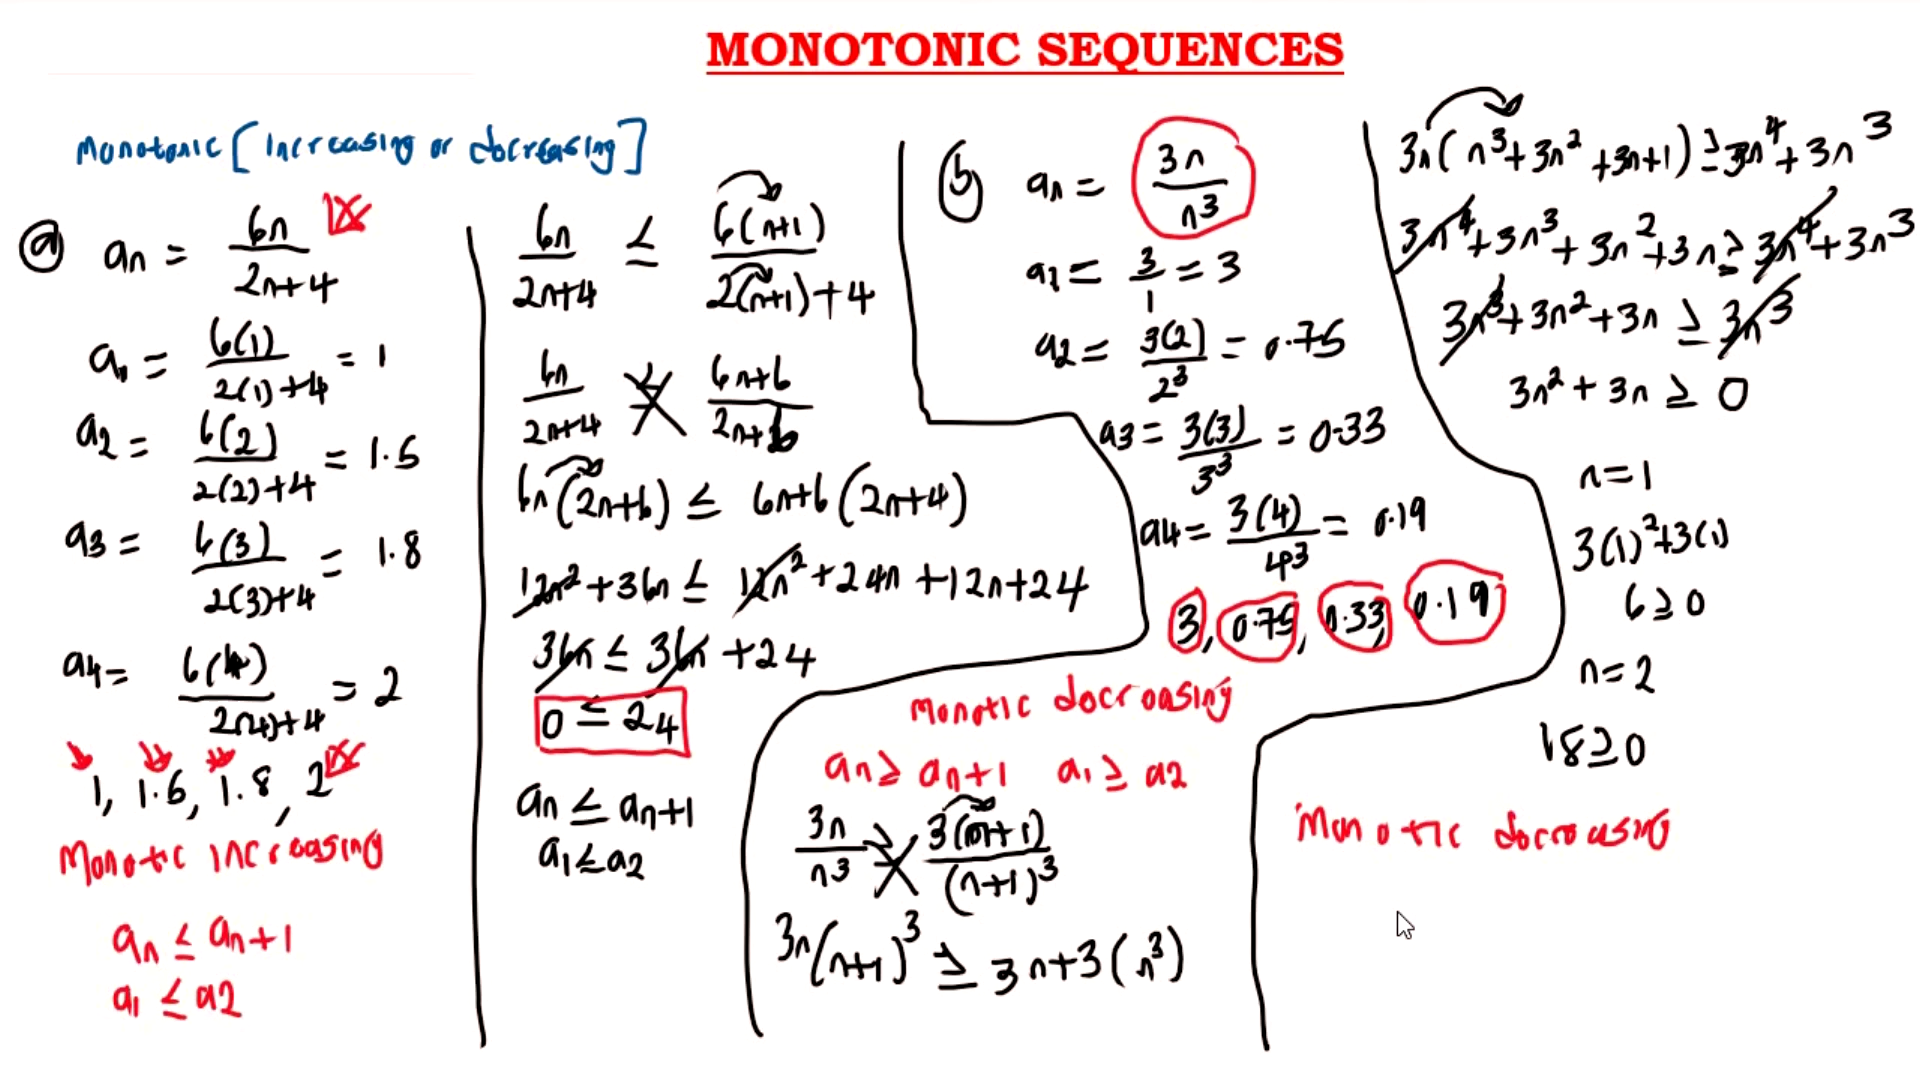 MONOTONIC SEQUENCES
Monotonic [Increasing or decreasing]
(a) an = 6n / 2n+4
a1 = 6(1) / 2(1)+4 = 1
a2 = 6(2) / 2(2)+4 = 1.5
a3 = 6(3) / 2(3)+4 = 1.8
a4 = 6(4) / 2(4)+4 = 2
1, 1.6, 1.8, 2
Monotic increasing
an ≤ an+1
a1 ≤ a2
6n / 2n+4 ≤ 6(n+1) / 2(n+1)+4
6n / 2n+4 ≤ 6n+6 / 2n+6
6n(2n+6) ≤ 6n+6(2n+4)
12n² + 36n ≤ 12n² + 24n + 12n + 24
36n ≤ 36n + 24
0 ≤ 24
an ≤ an+1
a1 ≤ a2
(b) an = 3n / n³
a1 = 3/1 = 3
a2 = 3(2) / 2³ = 0.75
a3 = 3(3) / 3³ = 0.33
a4 = 3(4) / 4³ = 0.19
3, 0.75, 0.33, 0.19
Monotic decreasing
an ≥ an+1 a1 ≥ a2
3n / n³ ≥ 3(n+1) / (n+1)³
3n(n+1)³ ≥ 3n+3(n³)
3n(n³+3n²+3n+1) ≥ 3n⁴+3n³
3n⁴+3n³+3n²+3n ≥ 3n⁴+3n³
3n³+3n²+3n ≥ 3n³
3n² + 3n ≥ 0
n=1
3(1)²+3(1)
6 ≥ 0
n=2
18 ≥ 0
Monotic decreasing